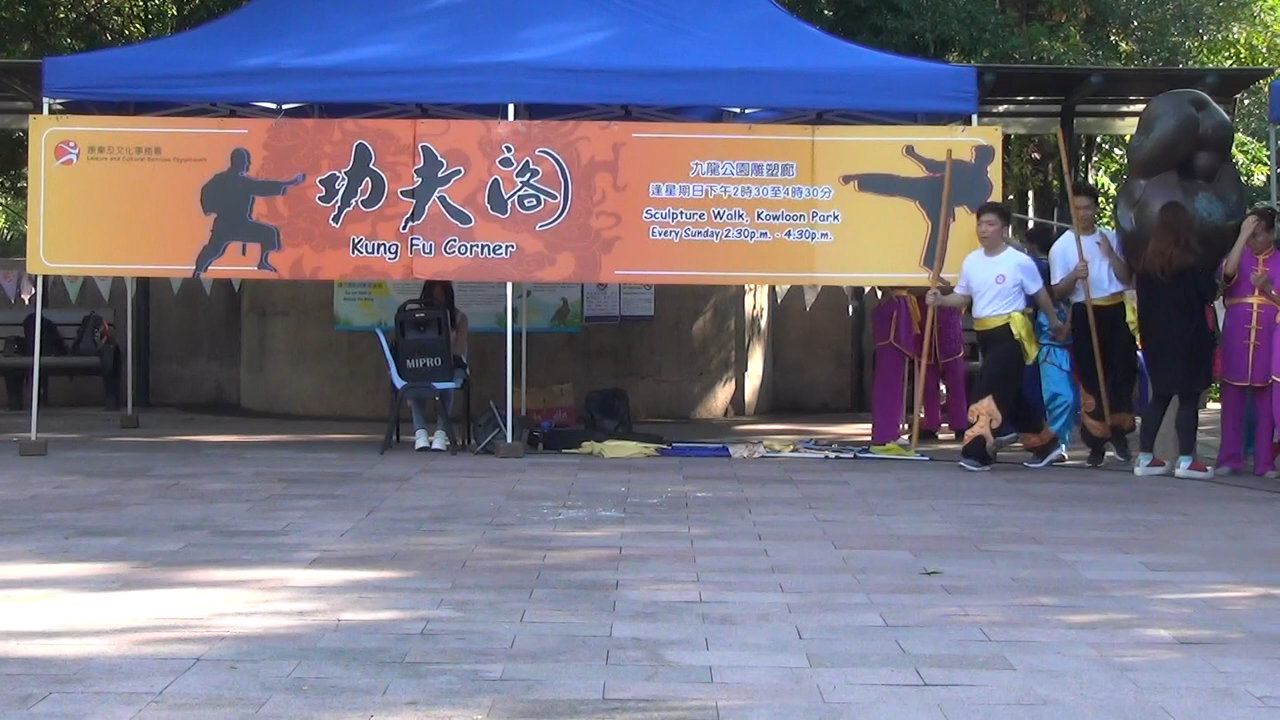 康樂及文化事務署
Leisure and Cultural Services Department
功夫閣
Kung Fu Corner
九龍公園雕塑廊
逢星期日下午2時30至4時30分
Sculpture Walk, Kowloon Park
Every Sunday 2:30p.m. - 4:30p.m.
MIPRO